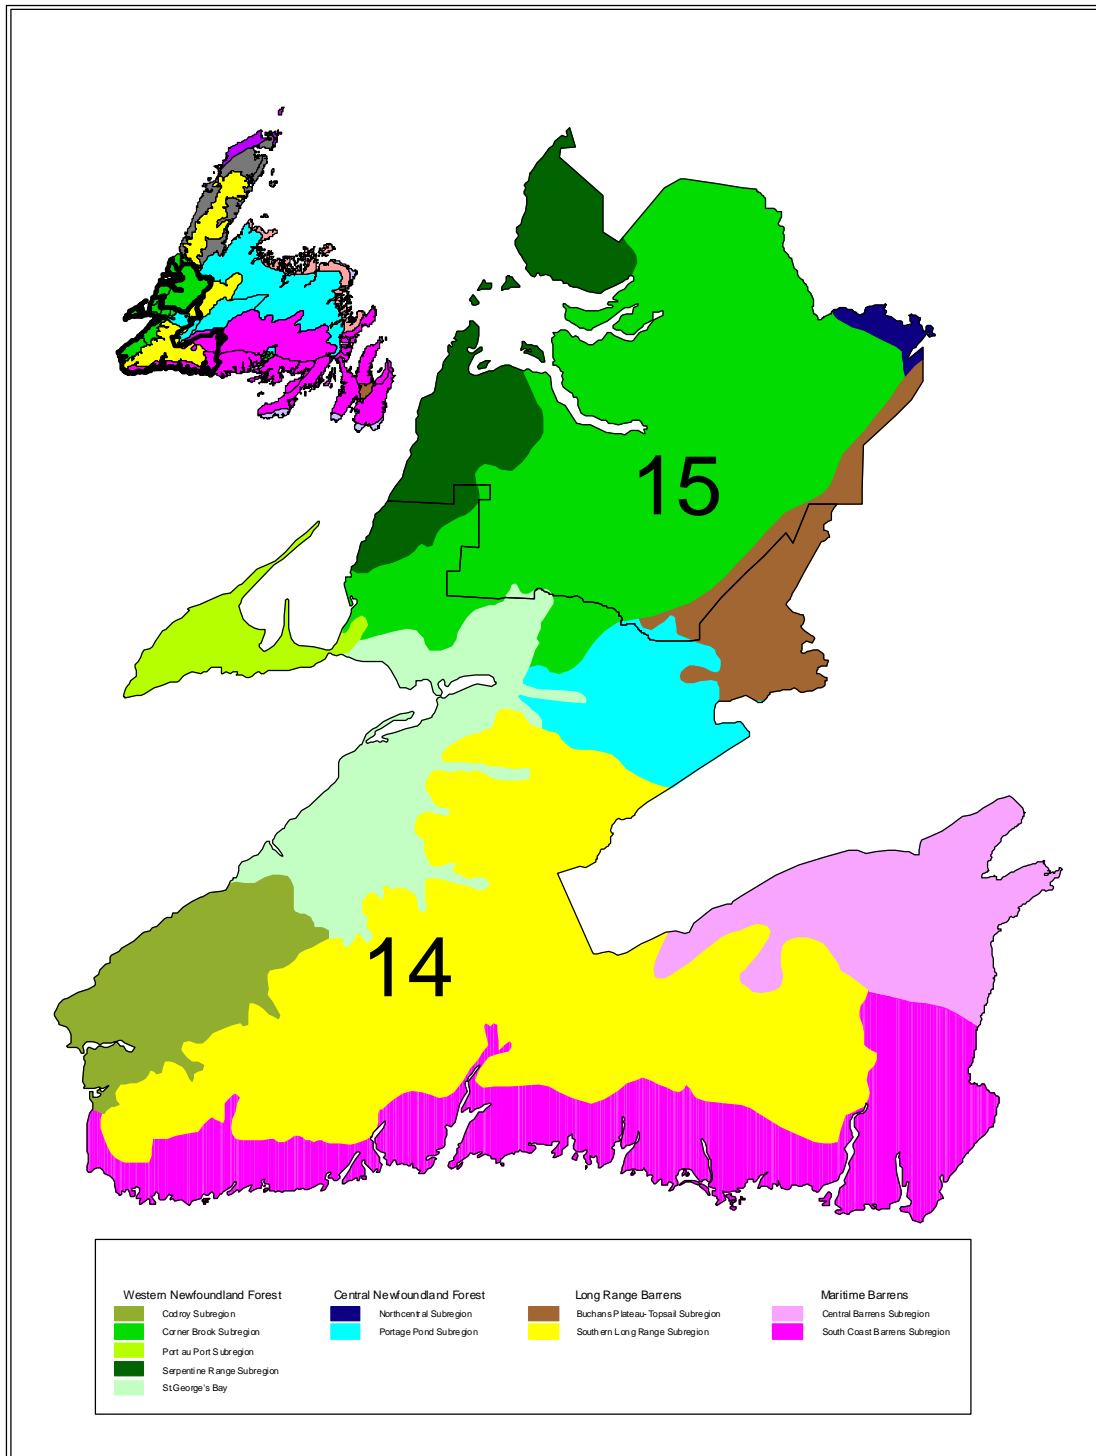 15
14
Western Newfoundland Forest
Codroy Subregion
Corner Brook Subregion
Port au Port Subregion
Serpentine Range Subregion
St.George's Bay
Central Newfoundland Forest
Northcentral Subregion
Portage Pond Subregion
Long Range Barrens
Buchans Plateau-Topsail Subregion
Southern Long Range Subregion
Maritime Barrens
Central Barrens Subregion
South Coast Barrens Subregion